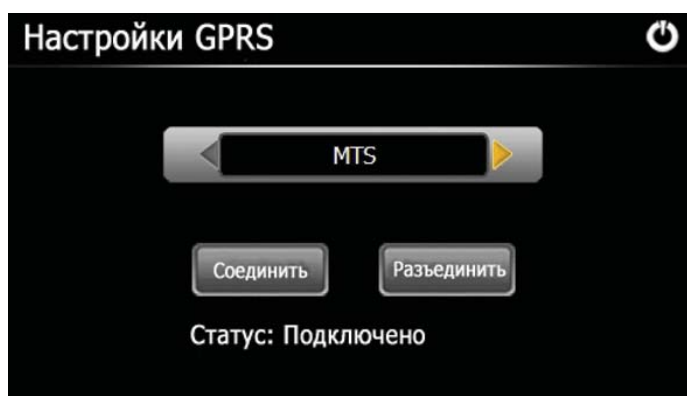 Настройки GPRS
MTS
Соединить Разъединить
Статус: Подключено